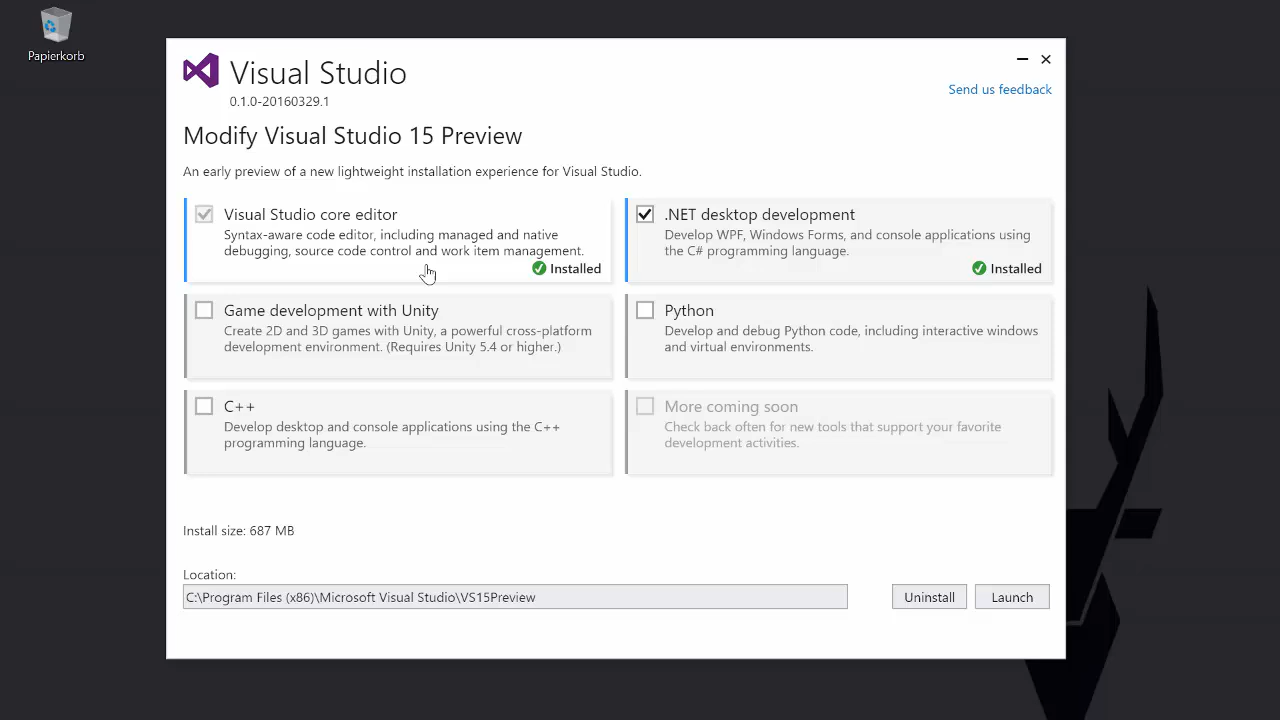 Papierkorb
Visual Studio
0.1.0-20160329.1
Send us feedback
Modify Visual Studio 15 Preview
An early preview of a new lightweight installation experience for Visual Studio.
Visual Studio core editor
Syntax-aware code editor, including managed and native
debugging, source code control and work item management.
Installed
.NET desktop development
Develop WPF, Windows Forms, and console applications using
the C# programming language.
Installed
Game development with Unity
Create 2D and 3D games with Unity, a powerful cross-platform
development environment. (Requires Unity 5.4 or higher.)
Python
Develop and debug Python code, including interactive windows
and virtual environments.
C++
Develop desktop and console applications using the C++
programming language.
More coming soon
Check back often for new tools that support your favorite
development activities.
Install size: 687 MB
Location:
C:\Program Files (x86)\Microsoft Visual Studio\VS15Preview
Uninstall
Launch